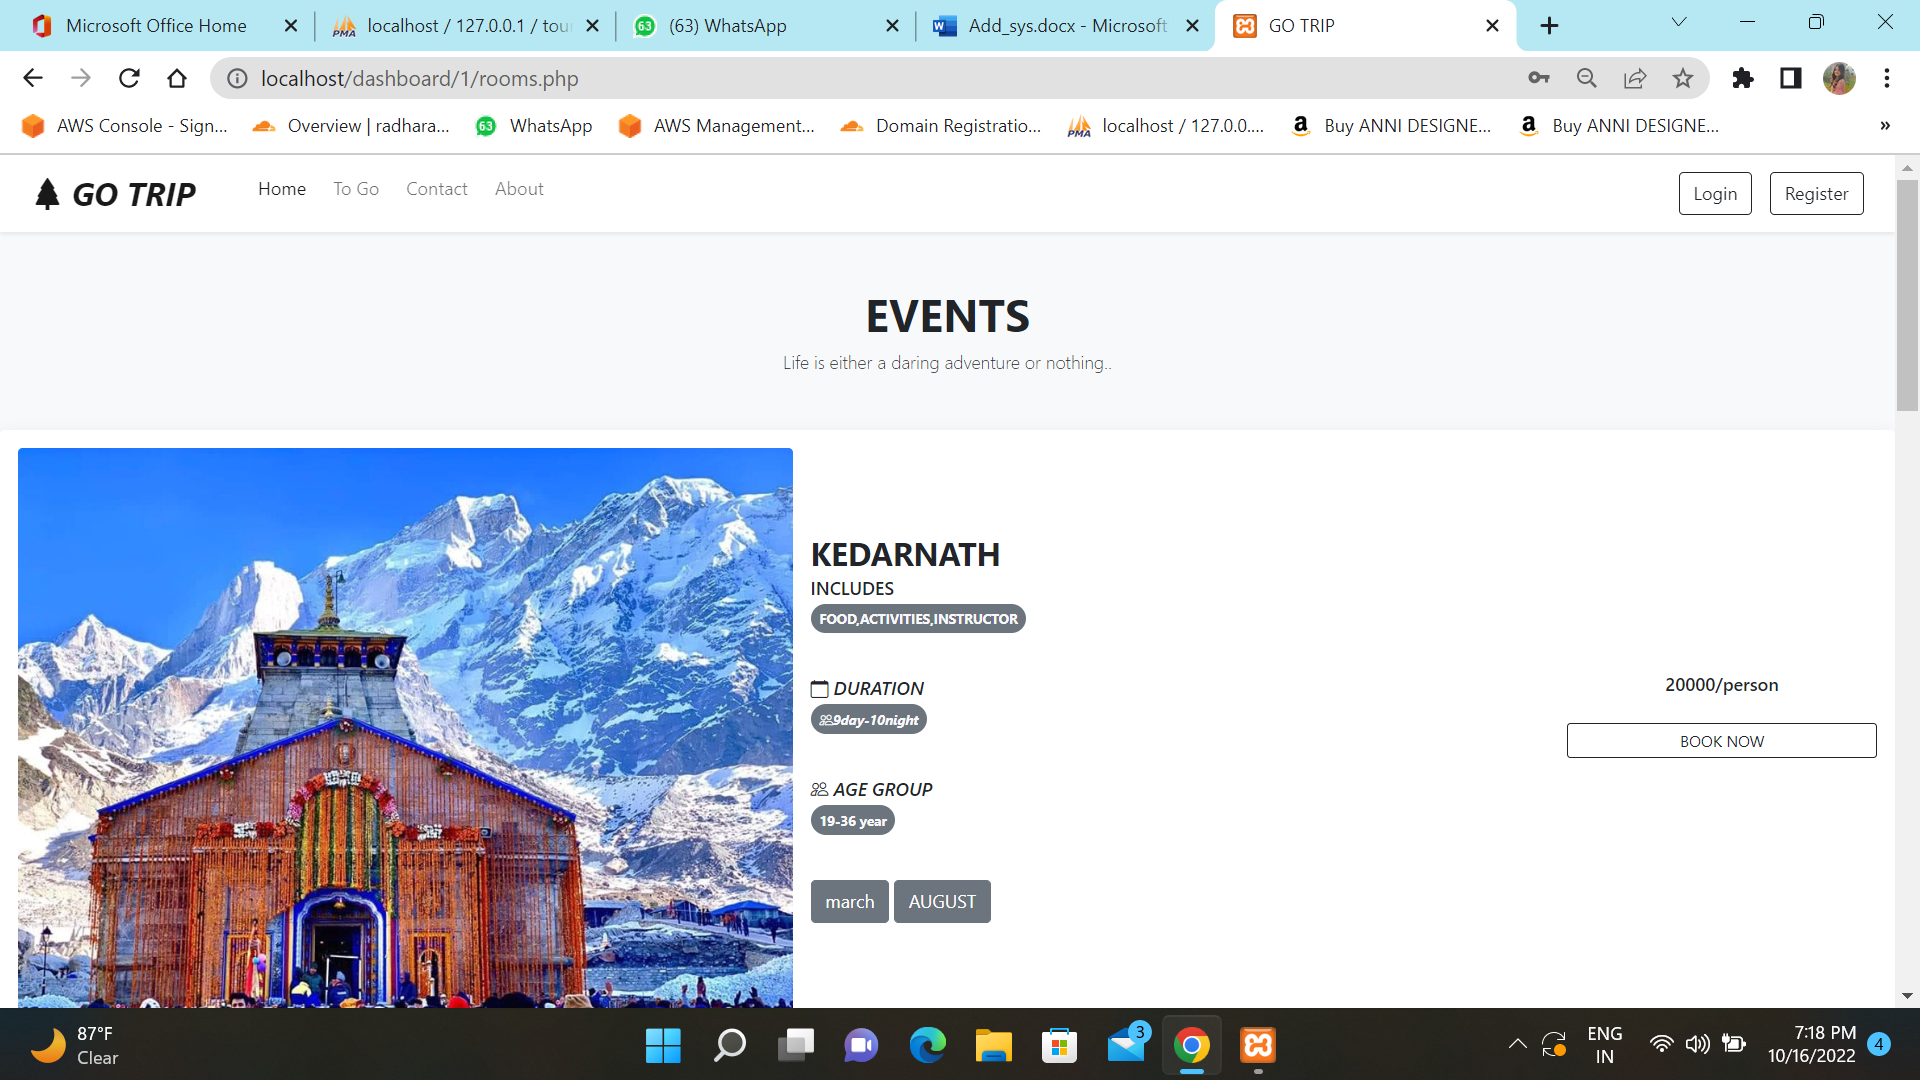 Microsoft Office Home
localhost / 127.0.0.1 / tour
(63) WhatsApp
Add_sys.docx - Microsoft
GO TRIP
localhost/dashboard/1/rooms.php
AWS Console - Sign...
Overview | radhara...
63 WhatsApp
AWS Management...
Domain Registratio...
localhost / 127.0.0....
Buy ANNI DESIGNE...
Buy ANNI DESIGNE...
»
GO TRIP
Home
To Go
Contact
About
Login
Register
EVENTS
Life is either a daring adventure or nothing..
KEDARNATH
INCLUDES
FOOD,ACTIVITIES,INSTRUCTOR
DURATION
9day-10night
AGE GROUP
19-36 year
march
AUGUST
20000/person
BOOK NOW
87°F
Clear
3
ENG
IN
7:18 PM
10/16/2022
4